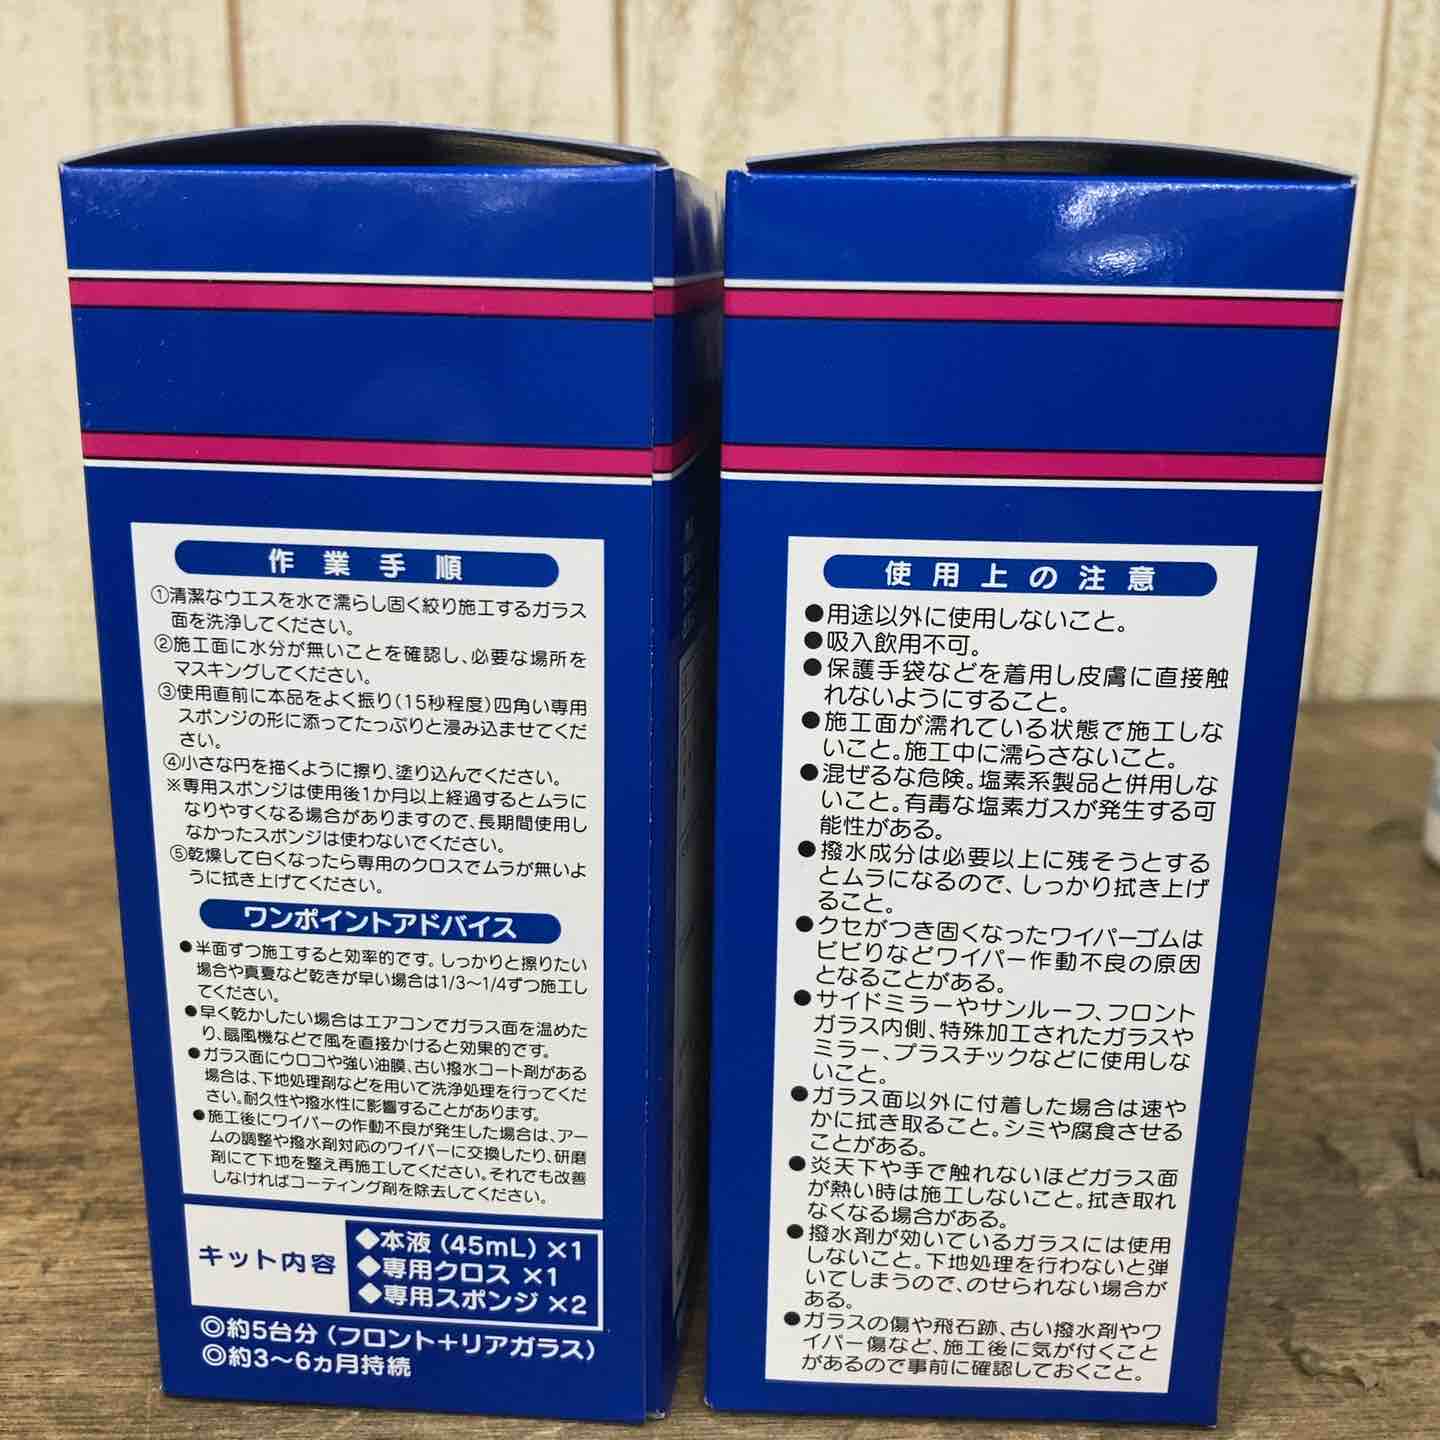 作業手順
①清潔なウエスを水で濡らし固く絞り施工するガラス
面を洗浄してください。
②施工面に水分が無いことを確認し、必要な場所を
マスキングしてください。
③使用直前に本品をよく振り(15秒程度)四角い専用
スポンジの形に添ってたっぷりと浸み込ませてくだ
さい。
④小さな円を描くように擦り、塗り込んでください。
※専用スポンジは使用後1か月以上経過するとムラに
なりやすくなる場合がありますので、長期間使用し
なかったスポンジは使わないでください。
⑤乾燥して白くなったら専用のクロスでムラが無いよ
うに拭き上げてください。
ワンポイントアドバイス
●半面ずつ施工すると効率的です。しっかりと擦りたい
場合や真夏など乾きが早い場合は1/3〜1/4ずつ施工し
てください。
●早く乾かしたい場合はエアコンでガラス面を温めた
り、扇風機などで風を直接かけると効果的です。
●ガラス面にウロコや強い油膜、古い撥水コート剤がある
場合は、下地処理剤などを用いて洗浄処理を行ってくだ
さい。耐久性や撥水性に影響することがあります。
●施工後にワイパーの作動不良が発生した場合は、アー
ムの調整や撥水剤対応のワイパーに交換したり、研磨
剤にて下地を整え再施工してください。それでも改善
しなければコーティング剤を除去してください。
キット内容
◆本液(45mL)×1
◆専用クロス×1
◆専用スポンジ×2
◎約5台分(フロント+リアガラス)
◎約3〜6ヵ月持続
使用上の注意
●用途以外に使用しないこと。
●吸入飲用不可。
●保護手袋などを着用し皮膚に直接触
れないようにすること。
●施工面が濡れている状態で施工しな
いこと。施工中に濡らさないこと。
●混ぜるな危険。塩素系製品と併用しな
いこと。有毒な塩素ガスが発生する可
能性がある。
●撥水成分は必要以上に残そうとする
とムラになるので、しっかり拭き上げ
ること。
●クセがつき固くなったワイパーゴムは
ビビりなどワイパー作動不良の原因
となることがある。
●サイドミラーやサンルーフ、フロント
ガラス内側、特殊加工されたガラスや
ミラー、プラスチックなどに使用しな
いこと。
●ガラス面以外に付着した場合は速や
かに拭き取ること。シミや腐食させる
ことがある。
●炎天下や手で触れないほどガラス面
が熱い時は施工しないこと。拭き取れ
なくなる場合がある。
●撥水剤が効いているガラスには使用
しないこと。下地処理を行わないと弾
いてしまうので、のせられない場合が
ある。
●ガラスの傷や飛石跡、古い撥水剤やワ
イパー傷など、施工後に気が付くこと
があるので事前に確認しておくこと。